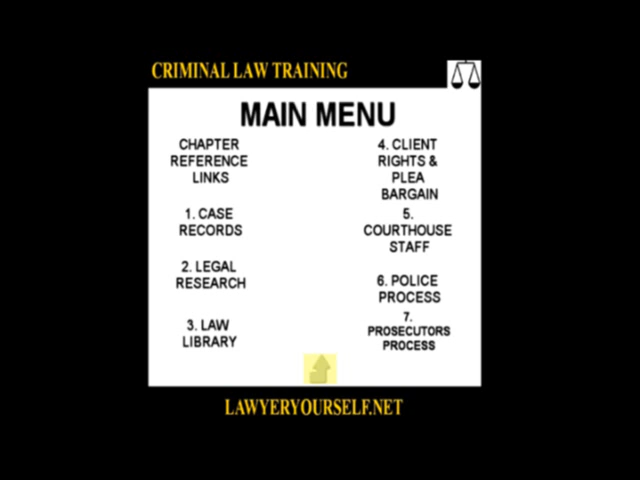 CRIMINAL LAW TRAINING
MAIN MENU
CHAPTER
REFERENCE
LINKS
1. CASE
RECORDS
2. LEGAL
RESEARCH
3. LAW
LIBRARY
4. CLIENT
RIGHTS &
PLEA
BARGAIN
5.
COURTHOUSE
STAFF
6. POLICE
PROCESS
7.
PROSECUTORS
PROCESS
LAWYERYOURSELF.NET